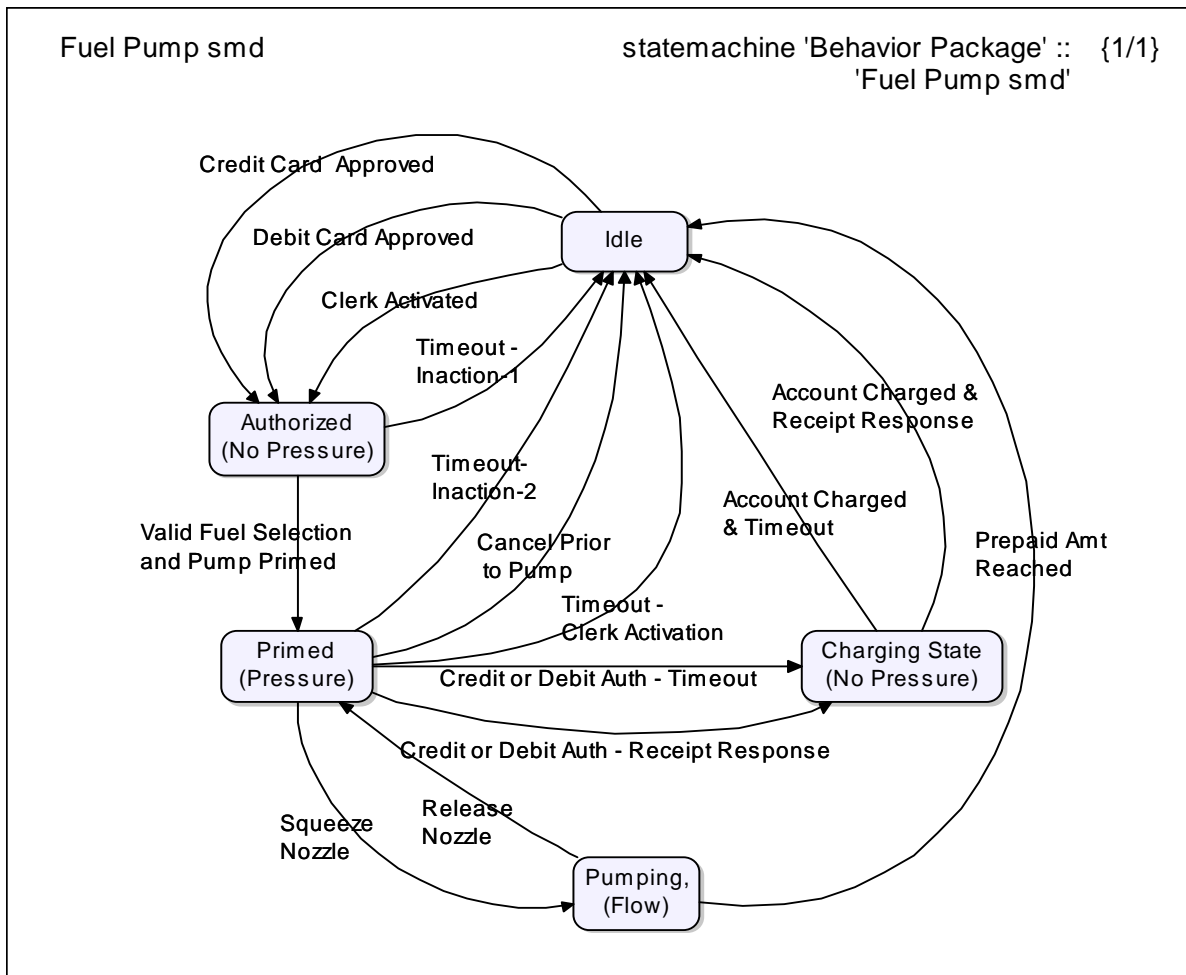 Fuel Pump smd
statemachine 'Behavior Package' :: {1/1}
'Fuel Pump smd'
Credit Card Approved
Debit Card Approved
Idle
Clerk Activated
Timeout -
Inaction-1
Account Charged &
Receipt Response
Authorized
(No Pressure)
Timeout-
Inaction-2
Account Charged
& Timeout
Valid Fuel Selection
and Pump Primed
Cancel Prior
to Pump
Prepaid Amt
Reached
Timeout -
Clerk Activation
Primed
(Pressure)
Charging State
(No Pressure)
Credit or Debit Auth - Timeout
Credit or Debit Auth - Receipt Response
Squeeze
Nozzle
Release
Nozzle
Pumping,
(Flow)